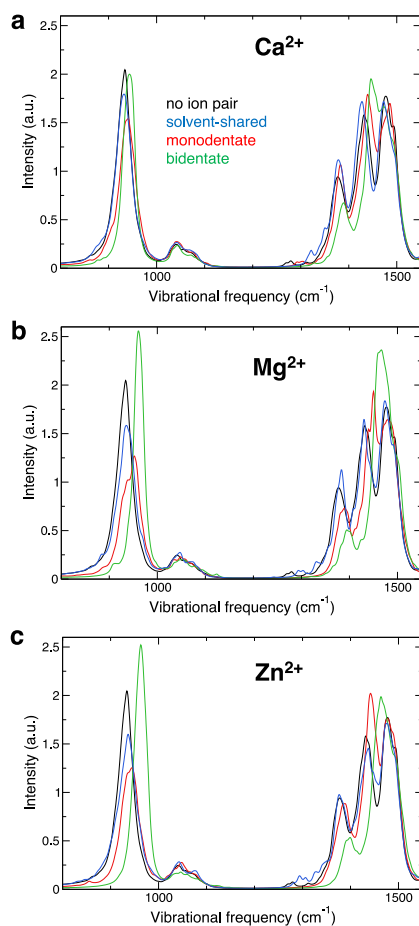 a
Ca2+
2.5
2
1.5
1
0.5
0
Intensity (a.u.)
no ion pair
solvent-shared
monodentate
bidentate
1000
1500
Vibrational frequency (cm-1)
b
Mg2+
2.5
2
1.5
1
0.5
0
Intensity (a.u.)
1000
1500
Vibrational frequency (cm-1)
c
Zn2+
2.5
2
1.5
1
0.5
0
Intensity (a.u.)
1000
1500
Vibrational frequency (cm-1)